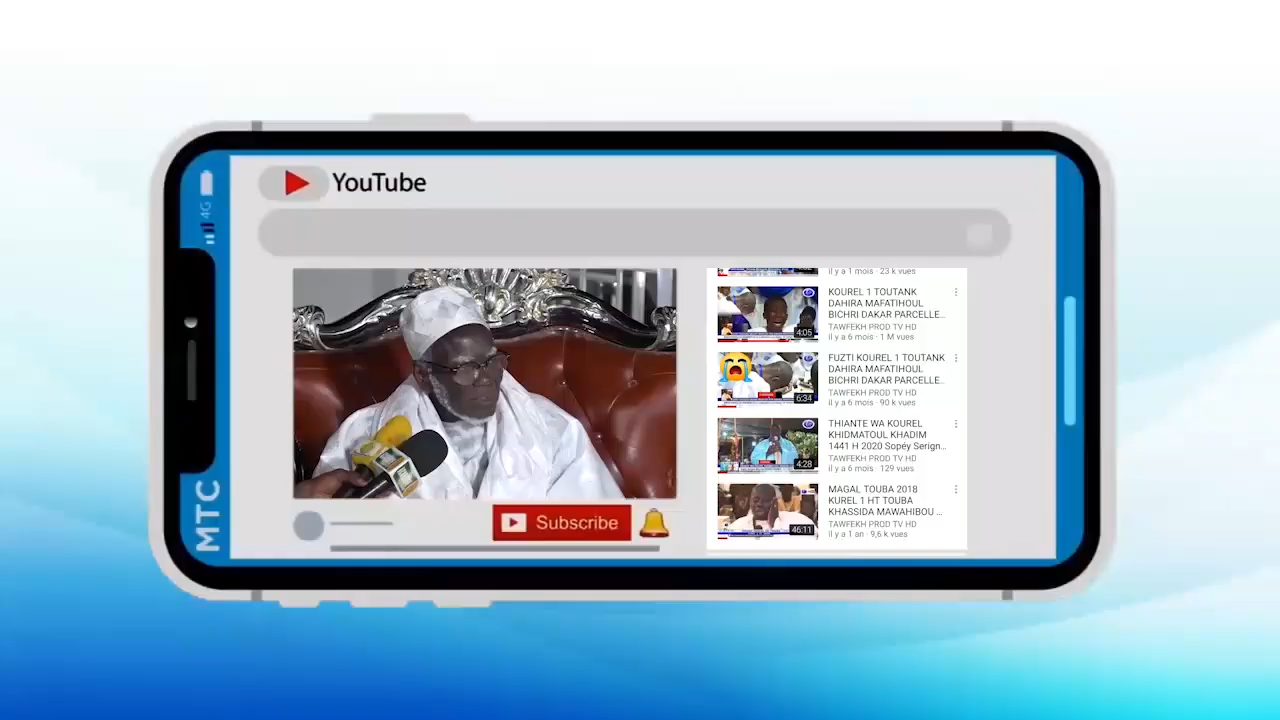 4G
MTC
YouTube
Subscribe
il y a 1 mois · 23 k vues
KOUREL 1 TOUTANK
DAHIRA MAFATIHOUL
BICHRI DAKAR PARCELLE...
TAWFEKH PROD TV HD
il y a 6 mois · 1 M vues
4:05
FUZTI KOUREL 1 TOUTANK
DAHIRA MAFATIHOUL
BICHRI DAKAR PARCELLE...
TAWFEKH PROD TV HD
il y a 6 mois · 90 k vues
6:34
THIANTE WA KOUREL
KHIDMATOUL KHADIM
1441 H 2020 Sopéy Serign...
TAWFEKH PROD TV HD
il y a 6 mois · 129 vues
4:28
MAGAL TOUBA 2018
KUREL 1 HT TOUBA
KHASSIDA MAWAHIBOU ...
TAWFEKH PROD TV HD
il y a 1 an · 9,6 k vues
46:11